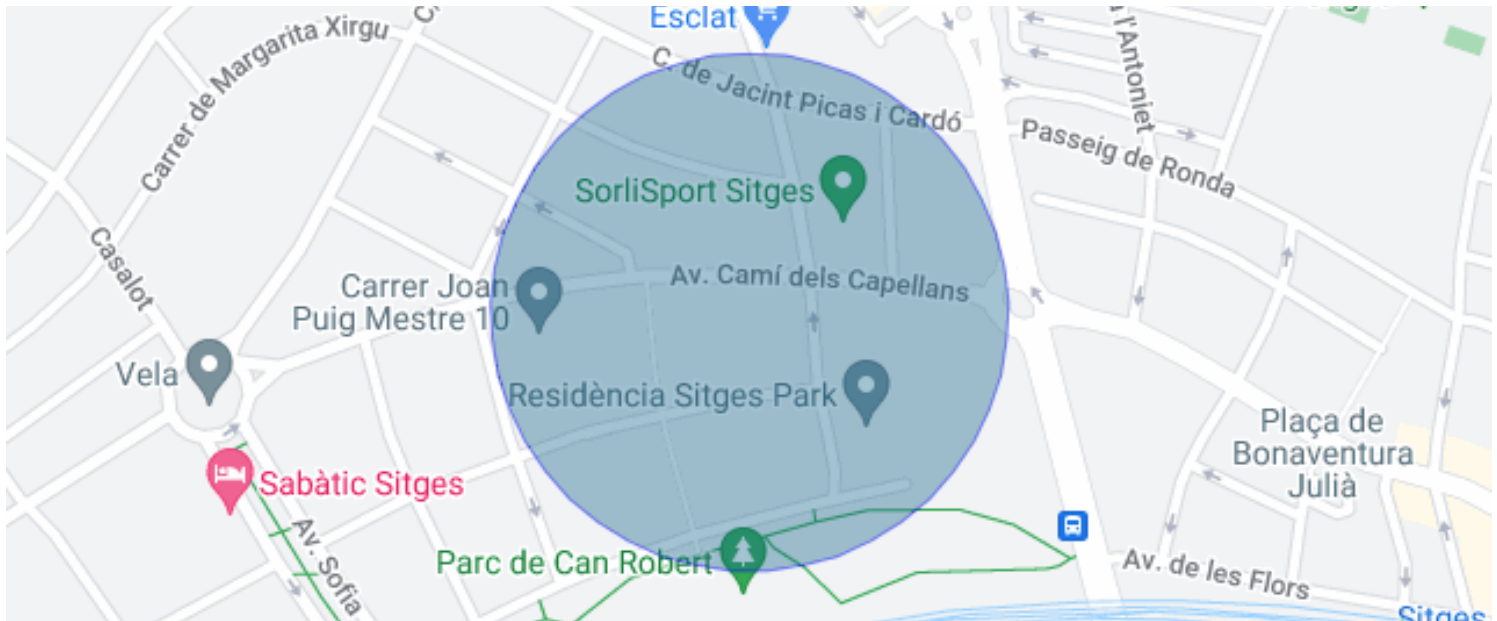 Esclat
Carrer de Margarita Xirgu
C. de Jacint Picas i Cardó
l'Antoniet
Passeig de Ronda
SorliSport Sitges
Casalot
Av. Camí dels Capellans
Carrer Joan
Puig Mestre 10
Vela
Residència Sitges Park
Plaça de
Bonaventura
Julià
Sabàtic Sitges
Av. Sofia
Parc de Can Robert
Av. de les Flors
Sitges